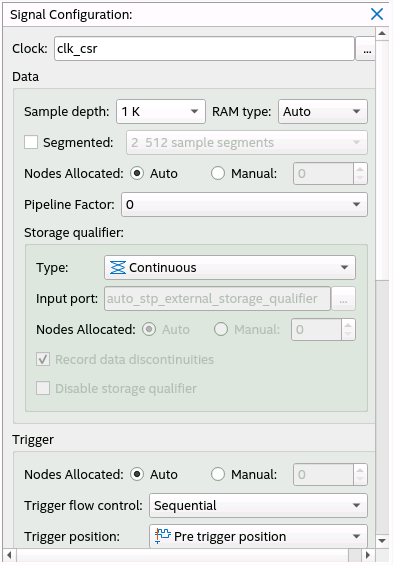 Signal Configuration:
Clock: clk_csr ...
Data
Sample depth: 1 K RAM type: Auto
Segmented: 2 512 sample segments
Nodes Allocated: Auto Manual: 0
Pipeline Factor: 0
Storage qualifier:
Type: Continuous
Input port: auto_stp_external_storage_qualifier ...
Nodes Allocated: Auto Manual: 0
Record data discontinuities
Disable storage qualifier
Trigger
Nodes Allocated: Auto Manual: 0
Trigger flow control: Sequential
Trigger position: Pre trigger position